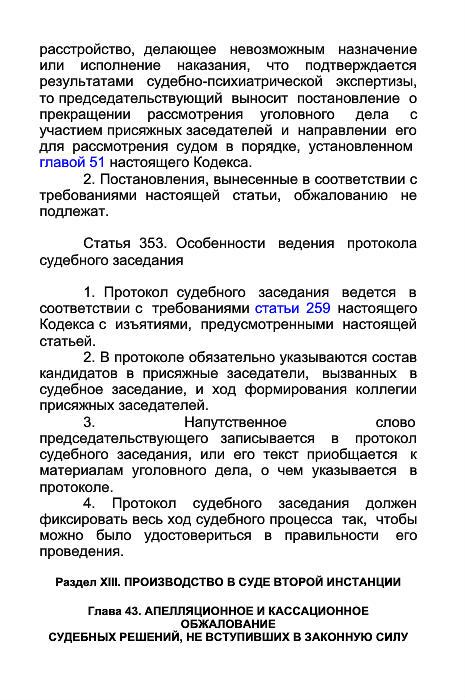 расстройство, делающее невозможным назначение
или исполнение наказания, что подтверждается
результатами судебно-психиатрической экспертизы,
то председательствующий выносит постановление о
прекращении рассмотрения уголовного дела с
участием присяжных заседателей и направлении его
для рассмотрения судом в порядке, установленном
главой 51 настоящего Кодекса.
2. Постановления, вынесенные в соответствии с
требованиями настоящей статьи, обжалованию не
подлежат.
Статья 353. Особенности ведения протокола
судебного заседания
1. Протокол судебного заседания ведется в
соответствии с требованиями статьи 259 настоящего
Кодекса с изъятиями, предусмотренными настоящей
статьей.
2. В протоколе обязательно указываются состав
кандидатов в присяжные заседатели, вызванных в
судебное заседание, и ход формирования коллегии
присяжных заседателей.
3. Напутственное слово
председательствующего записывается в протокол
судебного заседания, или его текст приобщается к
материалам уголовного дела, о чем указывается в
протоколе.
4. Протокол судебного заседания должен
фиксировать весь ход судебного процесса так, чтобы
можно было удостовериться в правильности его
проведения.
Раздел XIII. ПРОИЗВОДСТВО В СУДЕ ВТОРОЙ ИНСТАНЦИИ
Глава 43. АПЕЛЛЯЦИОННОЕ И КАССАЦИОННОЕ
ОБЖАЛОВАНИЕ
СУДЕБНЫХ РЕШЕНИЙ, НЕ ВСТУПИВШИХ В ЗАКОННУЮ СИЛУ